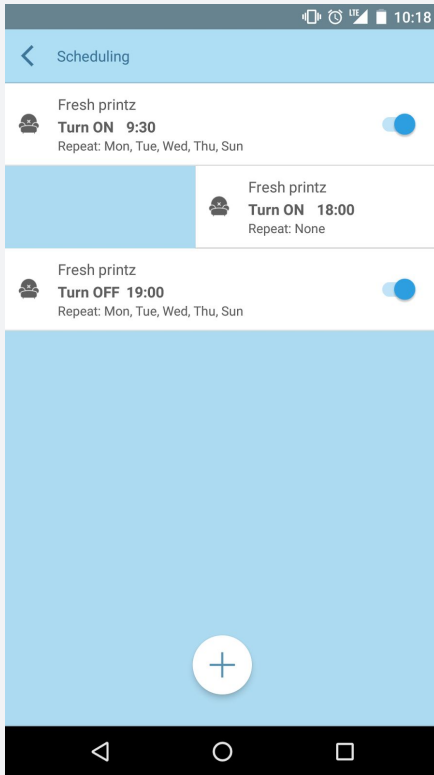 LTE 10:18
Scheduling
Fresh printz
Turn ON 9:30
Repeat: Mon, Tue, Wed, Thu, Sun
Fresh printz
Turn ON 18:00
Repeat: None
Fresh printz
Turn OFF 19:00
Repeat: Mon, Tue, Wed, Thu, Sun